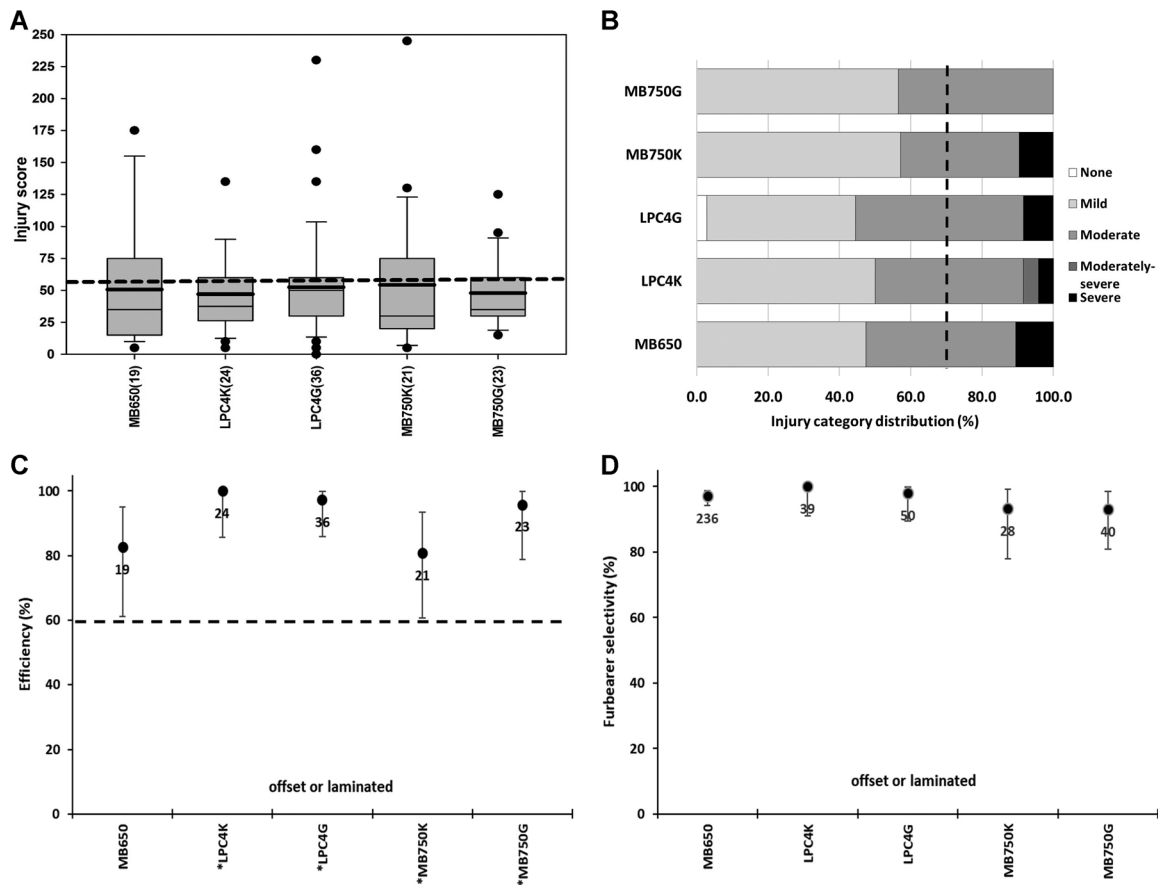 A
Injury score
250
225
200
175
150
125
100
75
50
25
0
MB650(19)
LPC4K(24)
LPC4G(36)
MB750K(21)
MB750G(23)
B
MB750G
MB750K
LPC4G
LPC4K
MB650
0.0 20.0 40.0 60.0 80.0 100.0
Injury category distribution (%)
None
Mild
Moderate
Moderately-
severe
Severe
C
Efficiency (%)
100
80
60
40
20
0
19
24
36
21
23
offset or laminated
MB650
*LPC4K
*LPC4G
*MB750K
*MB750G
D
Furbearer selectivity (%)
100
80
60
40
20
0
236
39
50
28
40
offset or laminated
MB650
LPC4K
LPC4G
MB750K
MB750G